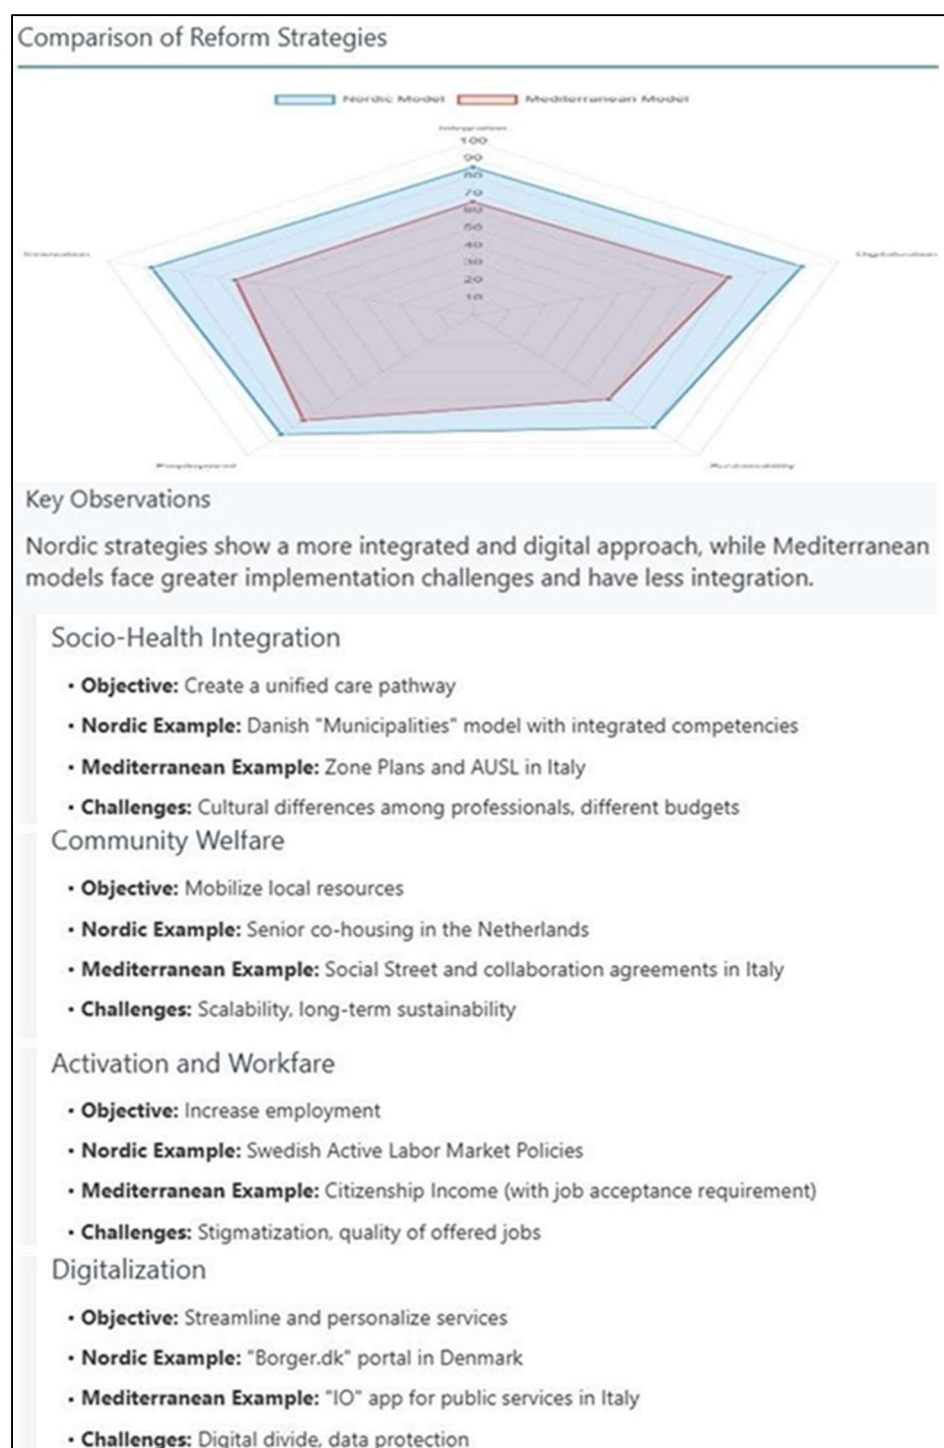 Comparison of Reform Strategies
Nordic Model Mediterranean Model
Integration
100
90
80
70
60
50
40
30
20
10
Innovation
Digitalization
Employment
Sustainability
Key Observations
Nordic strategies show a more integrated and digital approach, while Mediterranean
models face greater implementation challenges and have less integration.
Socio-Health Integration
• Objective: Create a unified care pathway
• Nordic Example: Danish "Municipalities" model with integrated competencies
• Mediterranean Example: Zone Plans and AUSL in Italy
• Challenges: Cultural differences among professionals, different budgets
Community Welfare
• Objective: Mobilize local resources
• Nordic Example: Senior co-housing in the Netherlands
• Mediterranean Example: Social Street and collaboration agreements in Italy
• Challenges: Scalability, long-term sustainability
Activation and Workfare
• Objective: Increase employment
• Nordic Example: Swedish Active Labor Market Policies
• Mediterranean Example: Citizenship Income (with job acceptance requirement)
• Challenges: Stigmatization, quality of offered jobs
Digitalization
• Objective: Streamline and personalize services
• Nordic Example: "Borger.dk" portal in Denmark
• Mediterranean Example: "IO" app for public services in Italy
• Challenges: Digital divide, data protection